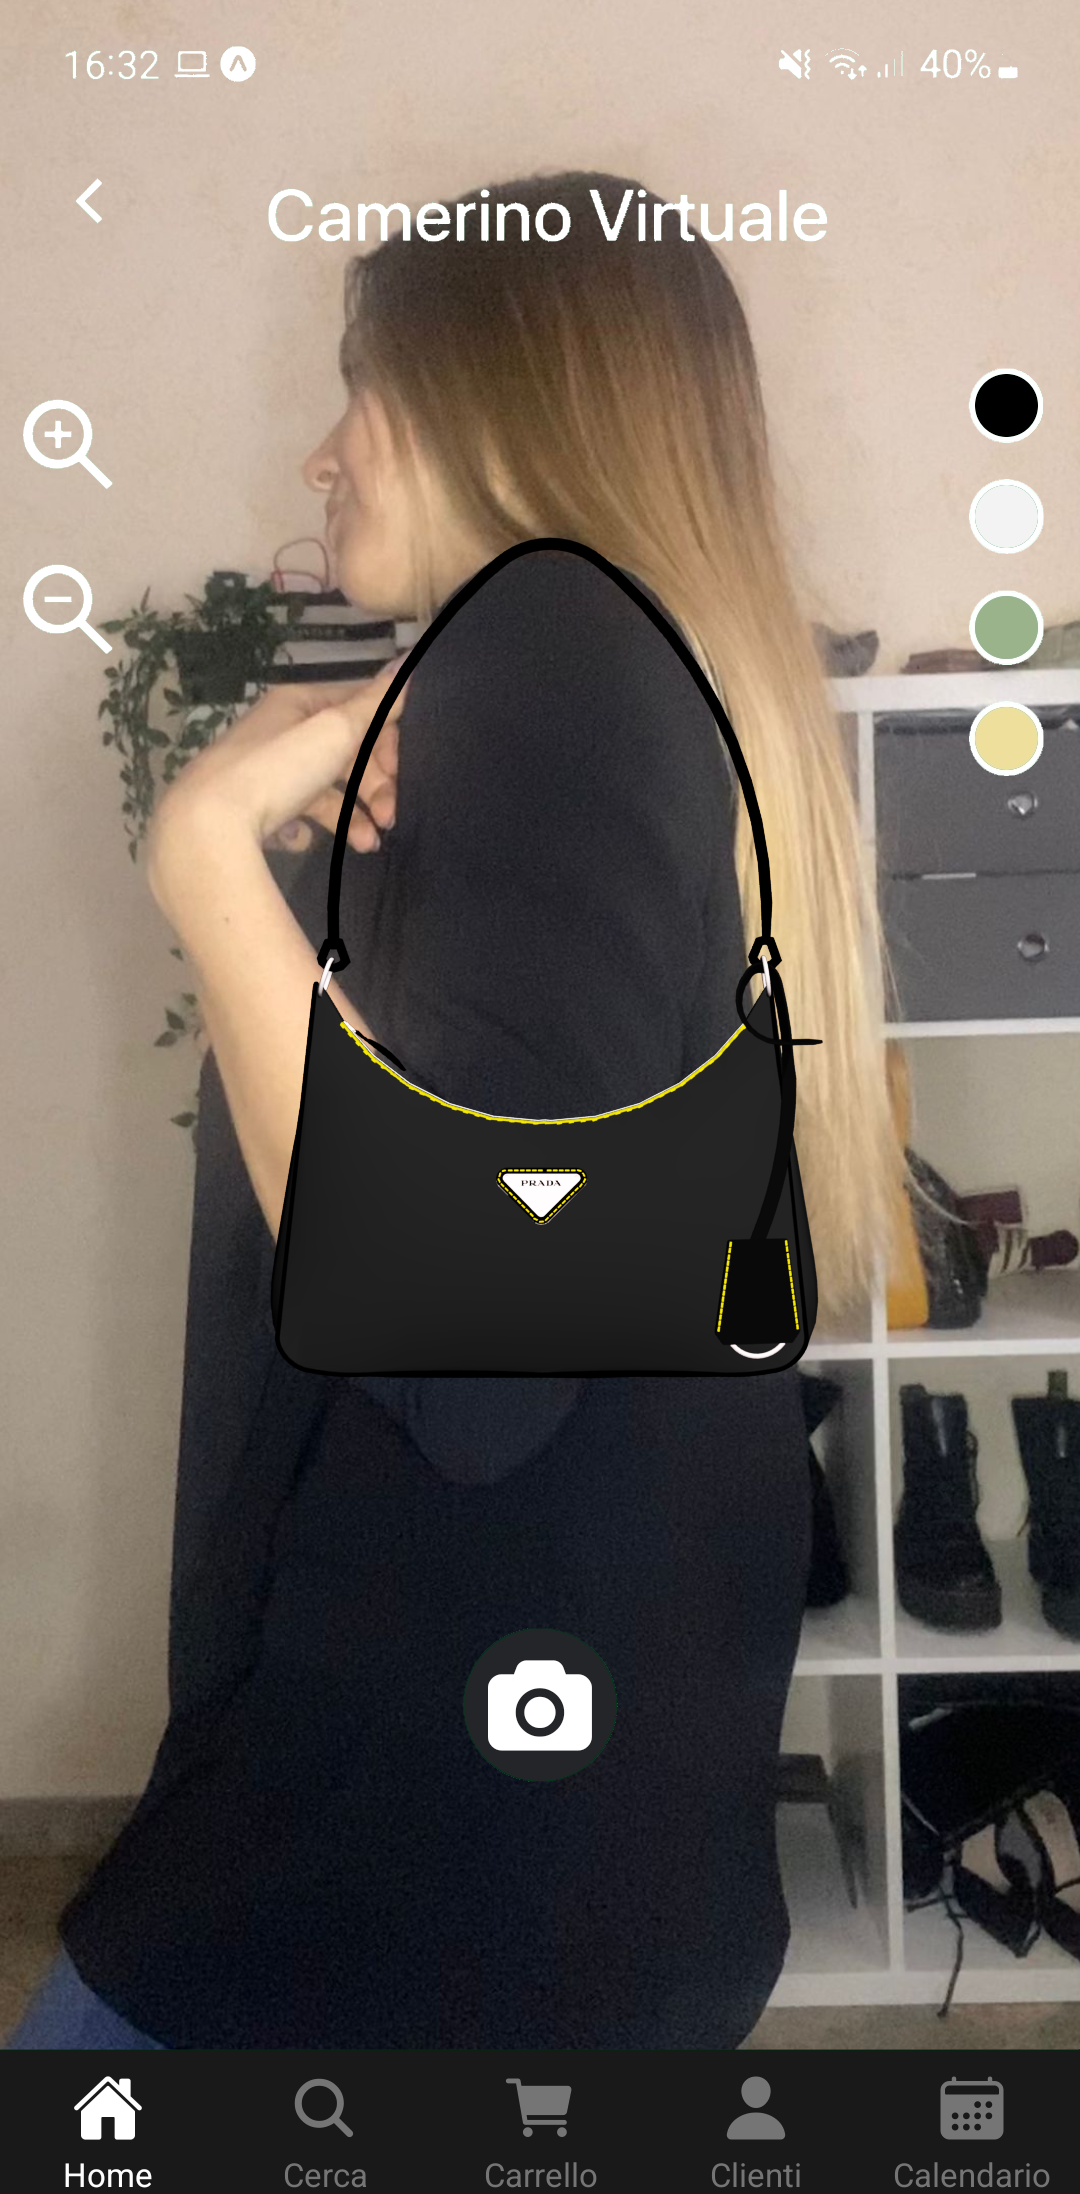 16:32
40%
Camerino Virtuale
PRADA
Home
Cerca
Carrello
Clienti
Calendario